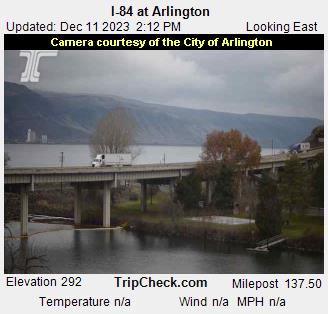 I-84 at Arlington
Updated: Dec 11 2023 2:12 PM Looking East
Camera courtesy of the City of Arlington
Elevation 292 TripCheck.com Milepost 137.50
Temperature n/a Wind n/a MPH n/a